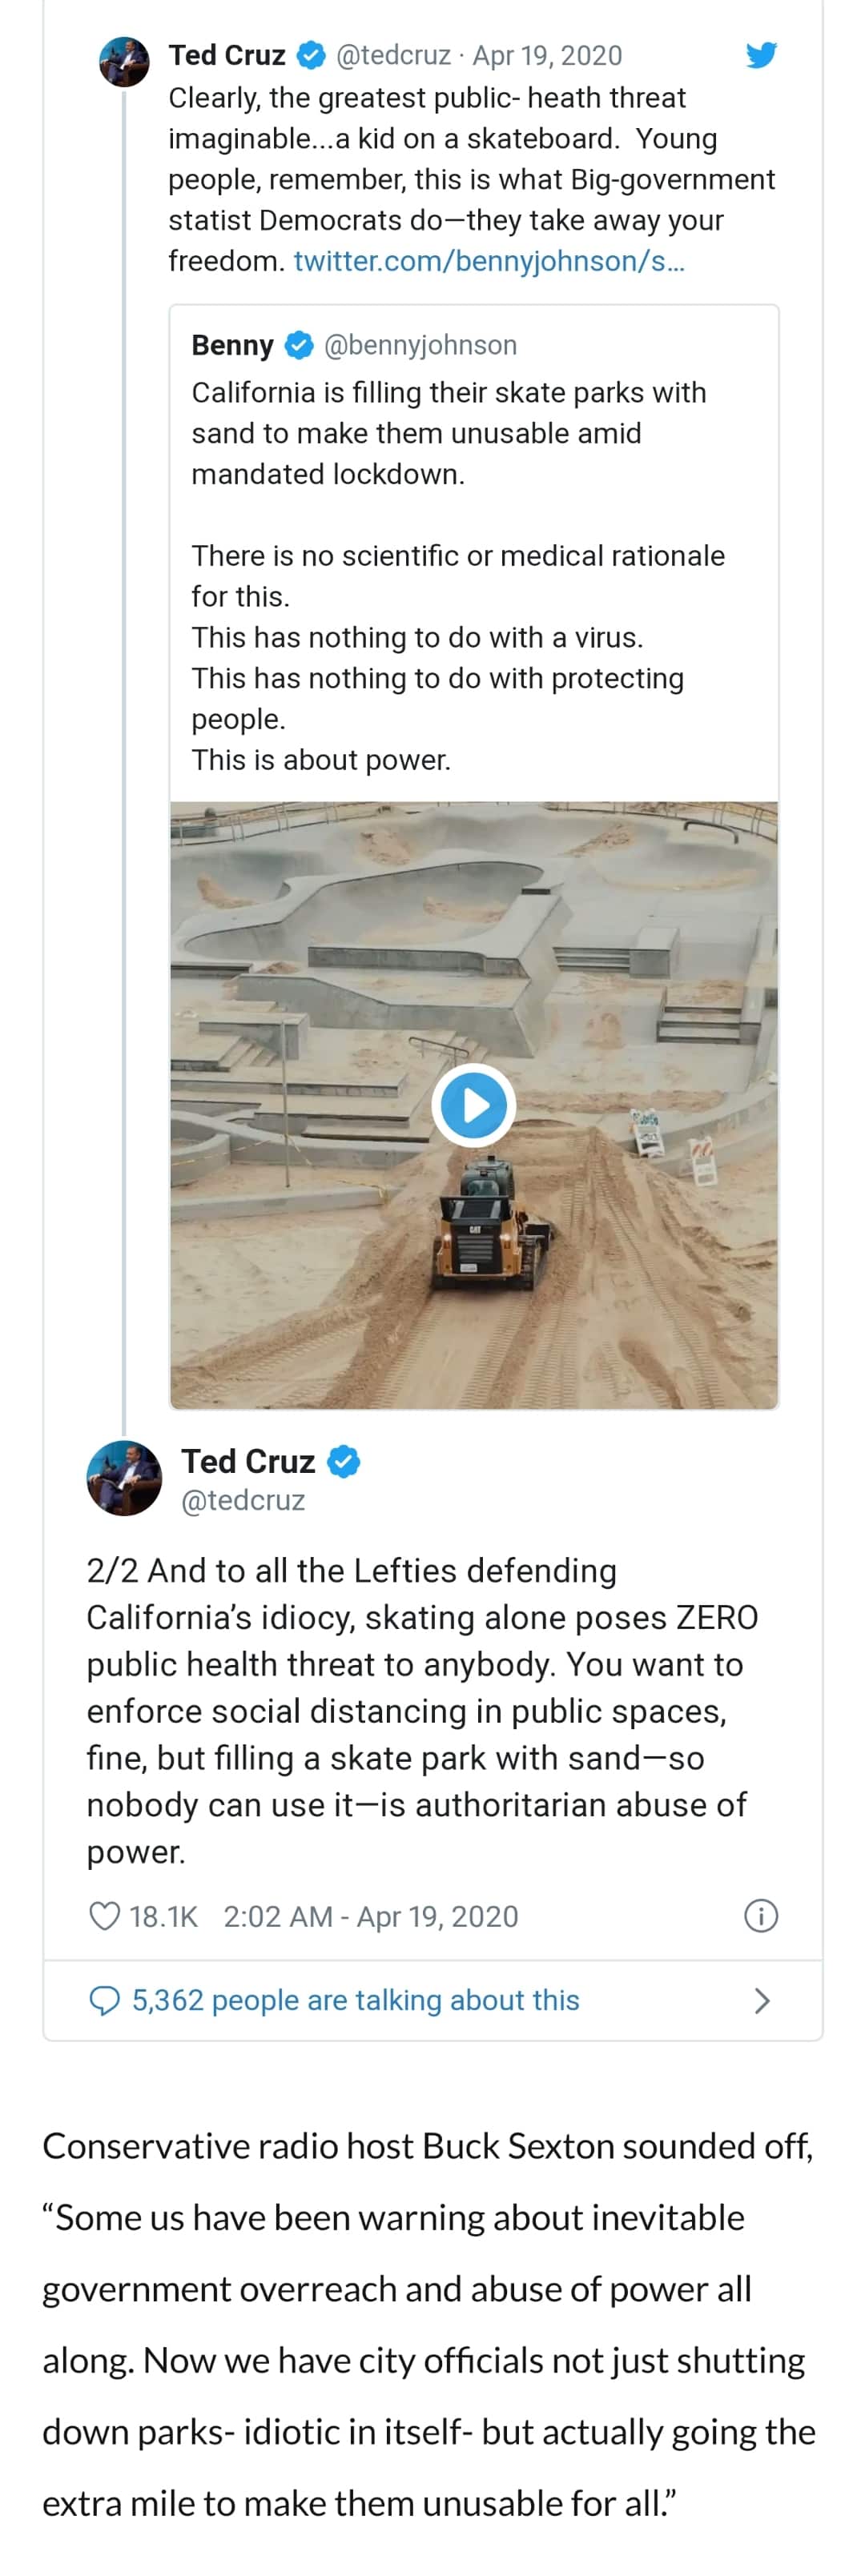 Ted Cruz @tedcruz · Apr 19, 2020
Clearly, the greatest public- heath threat
imaginable...a kid on a skateboard.  Young
people, remember, this is what Big-government
statist Democrats do—they take away your
freedom. twitter.com/bennyjohnson/s...
Benny @bennyjohnson
California is filling their skate parks with
sand to make them unusable amid
mandated lockdown.
There is no scientific or medical rationale
for this.
This has nothing to do with a virus.
This has nothing to do with protecting
people.
This is about power.
CAT
Ted Cruz
@tedcruz
2/2 And to all the Lefties defending
California’s idiocy, skating alone poses ZERO
public health threat to anybody. You want to
enforce social distancing in public spaces,
fine, but filling a skate park with sand—so
nobody can use it—is authoritarian abuse of
power.
18.1K 2:02 AM - Apr 19, 2020
5,362 people are talking about this
Conservative radio host Buck Sexton sounded off,
“Some us have been warning about inevitable
government overreach and abuse of power all
along. Now we have city officials not just shutting
down parks- idiotic in itself- but actually going the
extra mile to make them unusable for all.”